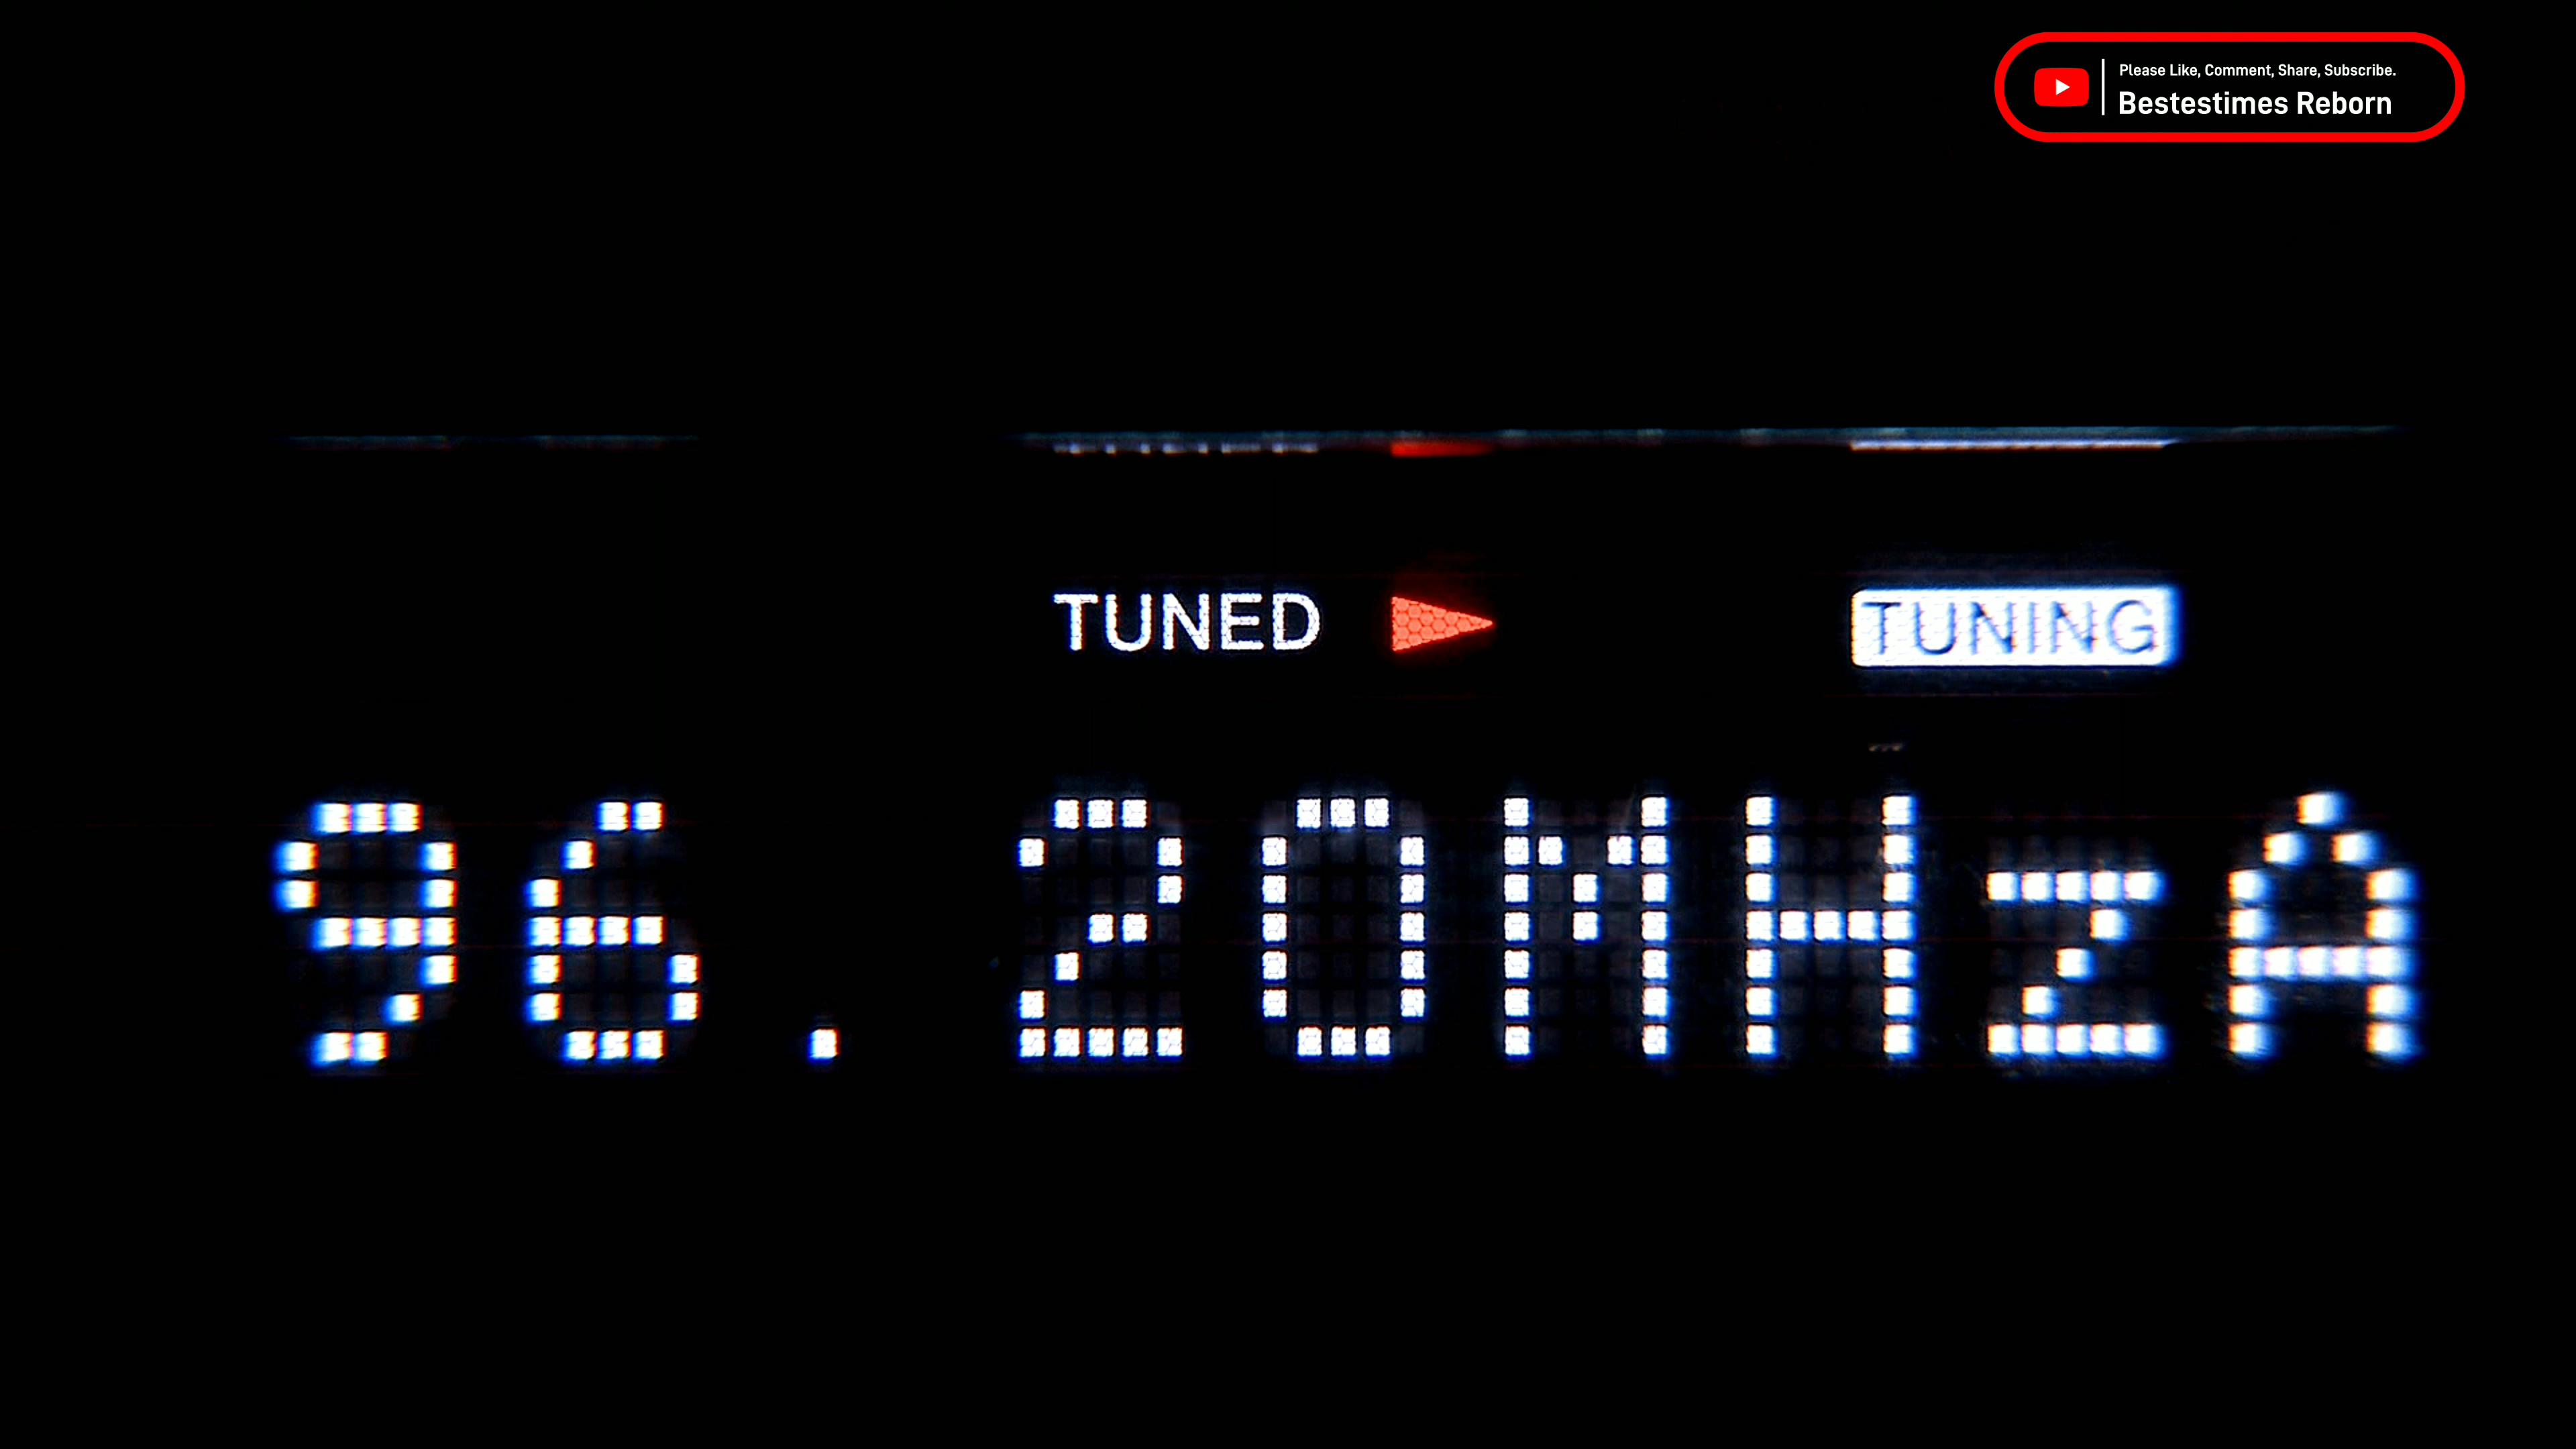 Please Like, Comment, Share, Subscribe.
Bestestimes Reborn
TUNED TUNING
96.20MHzA